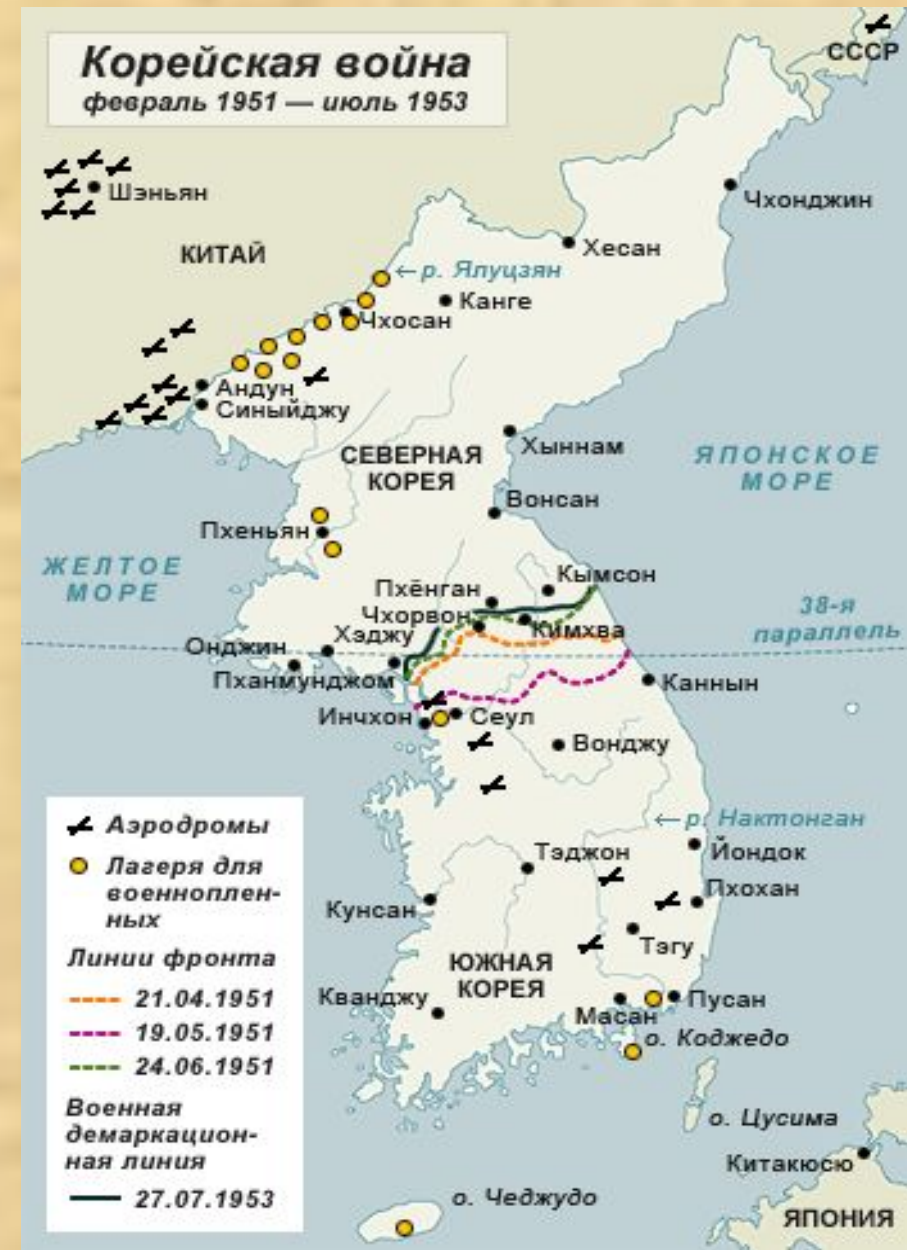 Корейская война
февраль 1951 — июль 1953
СССР
Шэньян
Чхонджин
КИТАЙ
Хесан
←р. Ялуцзян
Канге
Чхосан
Андун
Синыйджу
Хыннам
СЕВЕРНАЯ
КОРЕЯ
ЯПОНСКОЕ
МОРЕ
Вонсан
Пхеньян
ЖЕЛТОЕ
МОРЕ
Кымсон
Пхёнган
Чхорвон
Кимхва
38-я
параллель
Хэджу
Онджин
Пханмунджом
Каннын
Инчхон
Сеул
Вонджу
←р. Нактонган
Йондок
Тэджон
Пхохан
Кунсан
Тэгу
ЮЖНАЯ
КОРЕЯ
Кванджу
Масан
Пусан
о. Коджедо
о. Цусима
Китакюсю
о. Чеджудо
ЯПОНИЯ
Аэродромы
Лагеря для
военноплен-
ных
Линии фронта
21.04.1951
19.05.1951
24.06.1951
Военная
демаркацион-
ная линия
27.07.1953